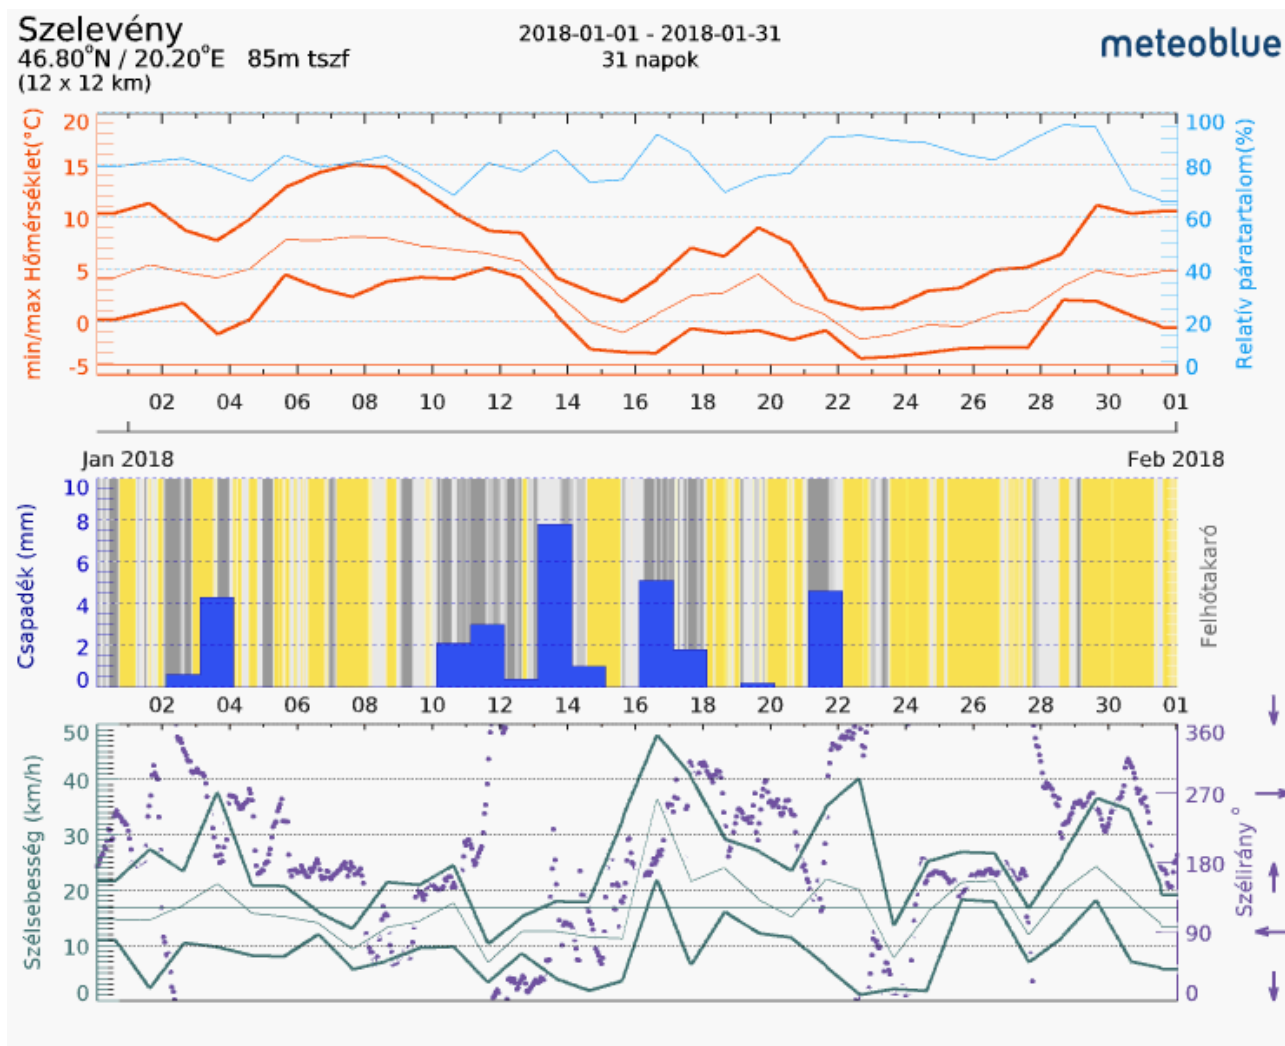 Szelevény
46.80°N / 20.20°E 85m tszf
(12 x 12 km)
2018-01-01 - 2018-01-31
31 napok
meteoblue
min/max Hőmérséklet(°C)
20
15
10
5
0
-5
100
80
60
40
20
0
Relatív páratartalom(%)
02 04 06 08 10 12 14 16 18 20 22 24 26 28 30 01
Jan 2018
Feb 2018
Csapadék (mm)
10
8
6
4
2
0
Felhőtakaró
02 04 06 08 10 12 14 16 18 20 22 24 26 28 30 01
Szélsebesség (km/h)
50
40
30
20
10
0
360
270
180
90
0
Szélirány °